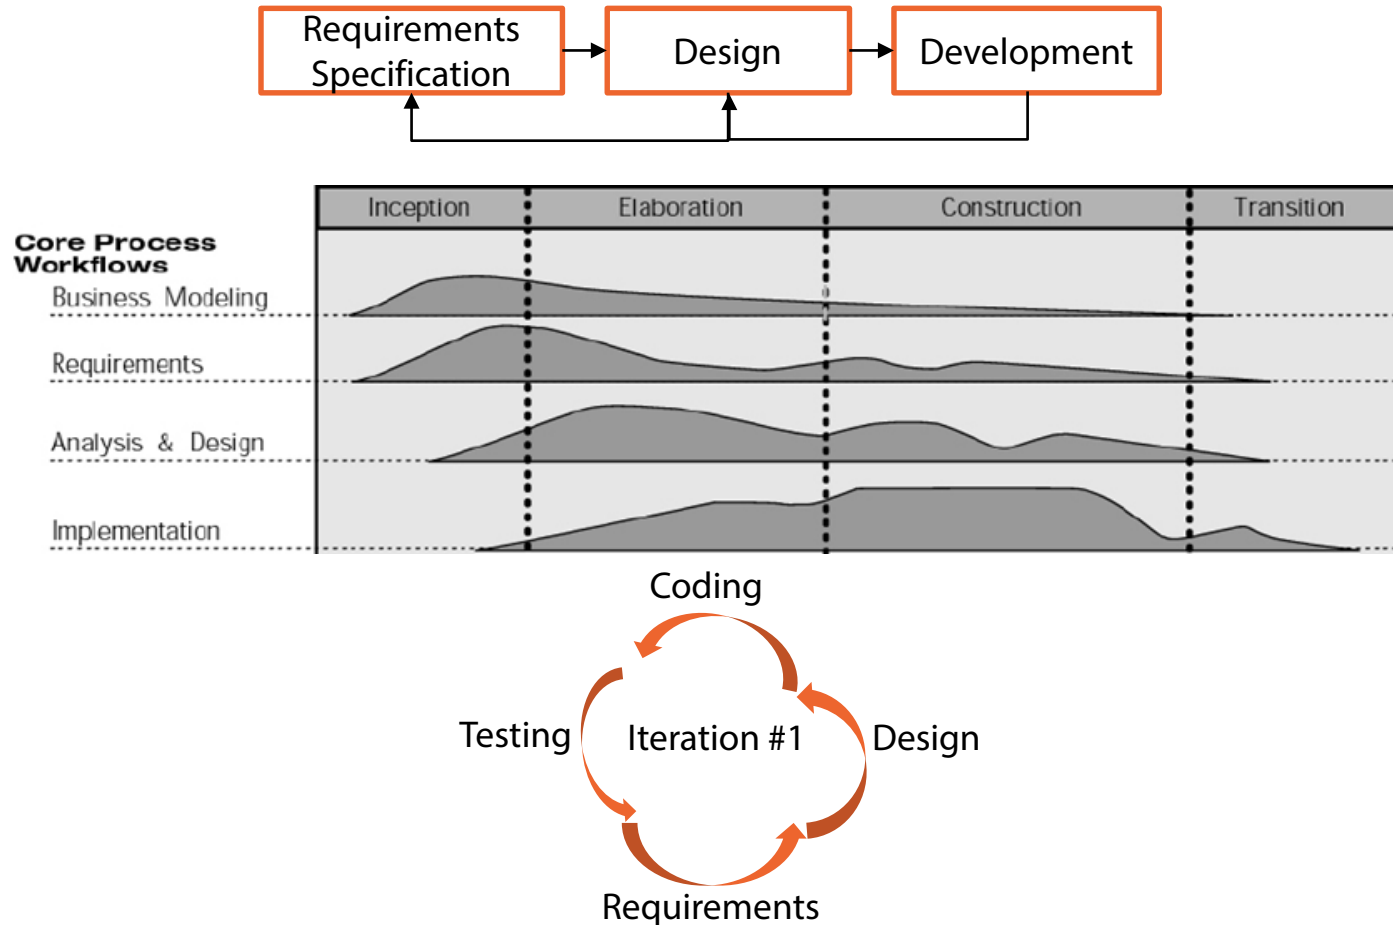 Requirements
Specification
Design
Development
Inception
Elaboration
Construction
Transition
Core Process
Workflows
Business Modeling
Requirements
Analysis & Design
Implementation
Coding
Testing
Iteration #1
Design
Requirements